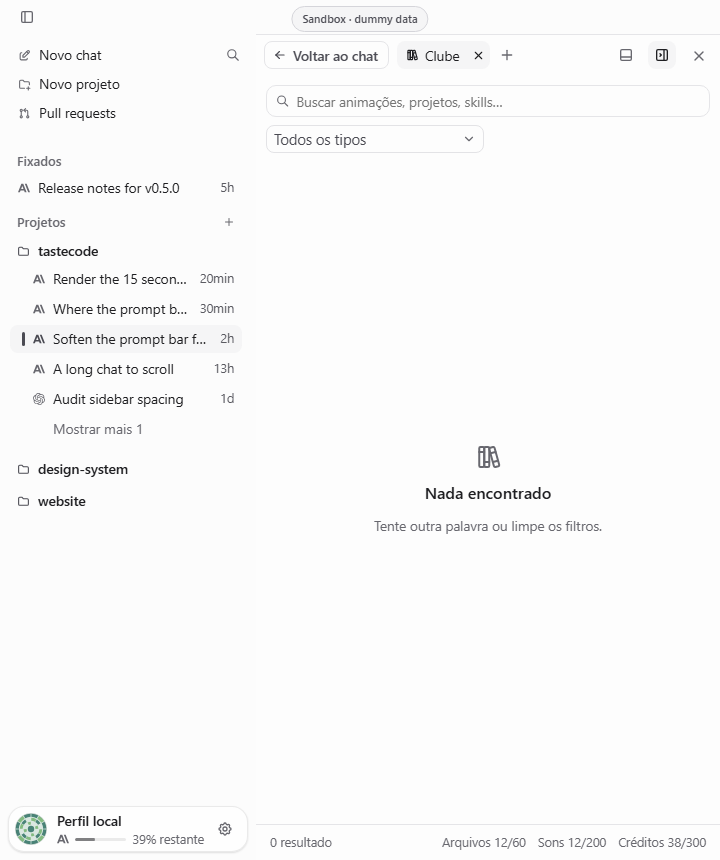 Sandbox · dummy data
Novo chat
Novo projeto
Pull requests
Fixados
Release notes for v0.5.0 5h
Projetos
tastecode
Render the 15 secon... 20min
Where the prompt b... 30min
Soften the prompt bar f... 2h
A long chat to scroll 13h
Audit sidebar spacing 1d
Mostrar mais 1
design-system
website
Perfil local
39% restante
Voltar ao chat
Clube
Buscar animações, projetos, skills...
Todos os tipos
Nada encontrado
Tente outra palavra ou limpe os filtros.
0 resultado Arquivos 12/60 Sons 12/200 Créditos 38/300